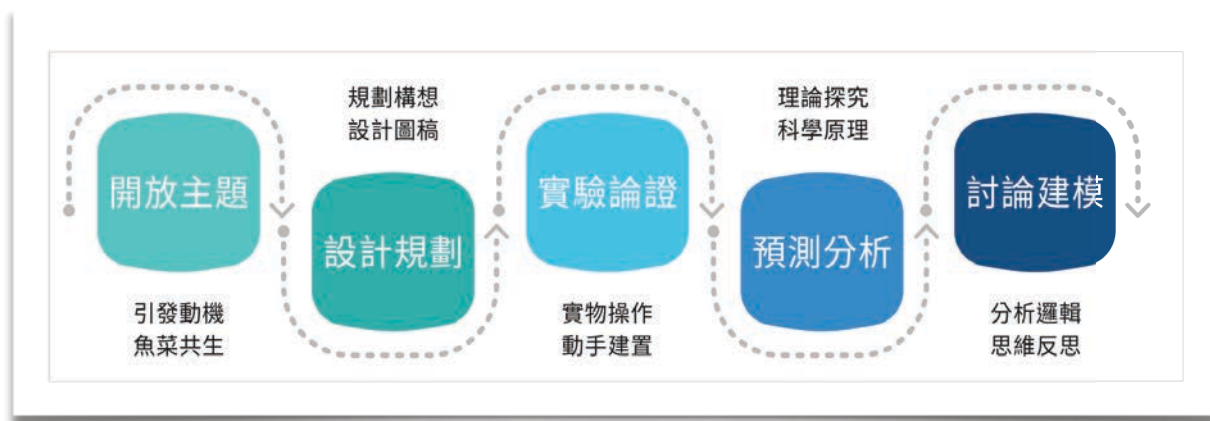 開放主題
引發動機
魚菜共生
規劃構想
設計圖稿
設計規劃
實驗論證
實物操作
動手建置
理論探究
科學原理
預測分析
討論建模
分析邏輯
思維反思